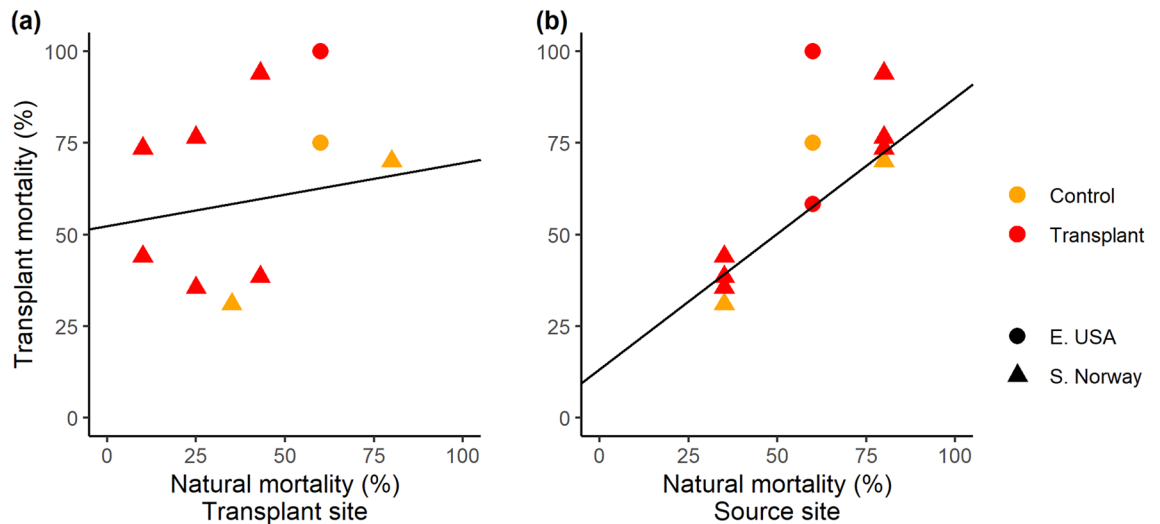 (a)
Transplant mortality (%)
100
75
50
25
0
0 25 50 75 100
Natural mortality (%)
Transplant site
(b)
100
75
50
25
0
0 25 50 75 100
Natural mortality (%)
Source site
Control
Transplant
E. USA
S. Norway